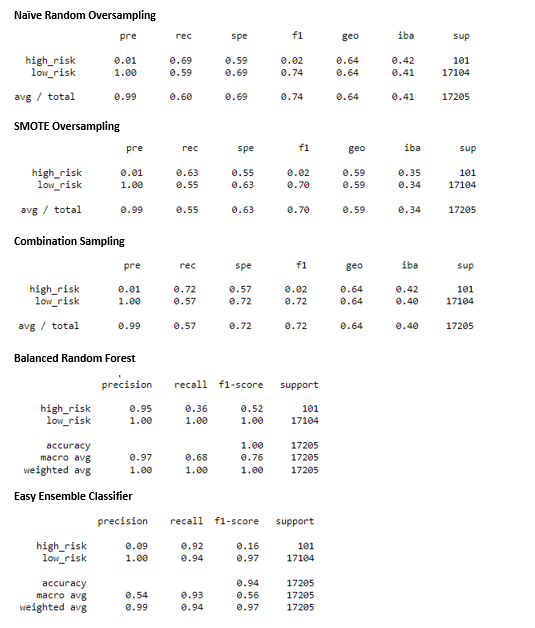 Naïve Random Oversampling
pre rec spe f1 geo iba sup
high_risk 0.01 0.69 0.59 0.02 0.64 0.42 101
low_risk 1.00 0.59 0.69 0.74 0.64 0.41 17104
avg / total 0.99 0.60 0.69 0.74 0.64 0.41 17205
SMOTE Oversampling
pre rec spe f1 geo iba sup
high_risk 0.01 0.63 0.55 0.02 0.59 0.35 101
low_risk 1.00 0.55 0.63 0.70 0.59 0.34 17104
avg / total 0.99 0.55 0.63 0.70 0.59 0.34 17205
Combination Sampling
pre rec spe f1 geo iba sup
high_risk 0.01 0.72 0.57 0.02 0.64 0.42 101
low_risk 1.00 0.57 0.72 0.72 0.64 0.40 17104
avg / total 0.99 0.57 0.72 0.72 0.64 0.40 17205
Balanced Random Forest
precision recall f1-score support
high_risk 0.95 0.36 0.52 101
low_risk 1.00 1.00 1.00 17104
accuracy 1.00 17205
macro avg 0.97 0.68 0.76 17205
weighted avg 1.00 1.00 1.00 17205
Easy Ensemble Classifier
precision recall f1-score support
high_risk 0.09 0.92 0.16 101
low_risk 1.00 0.94 0.97 17104
accuracy 0.94 17205
macro avg 0.54 0.93 0.56 17205
weighted avg 0.99 0.94 0.97 17205